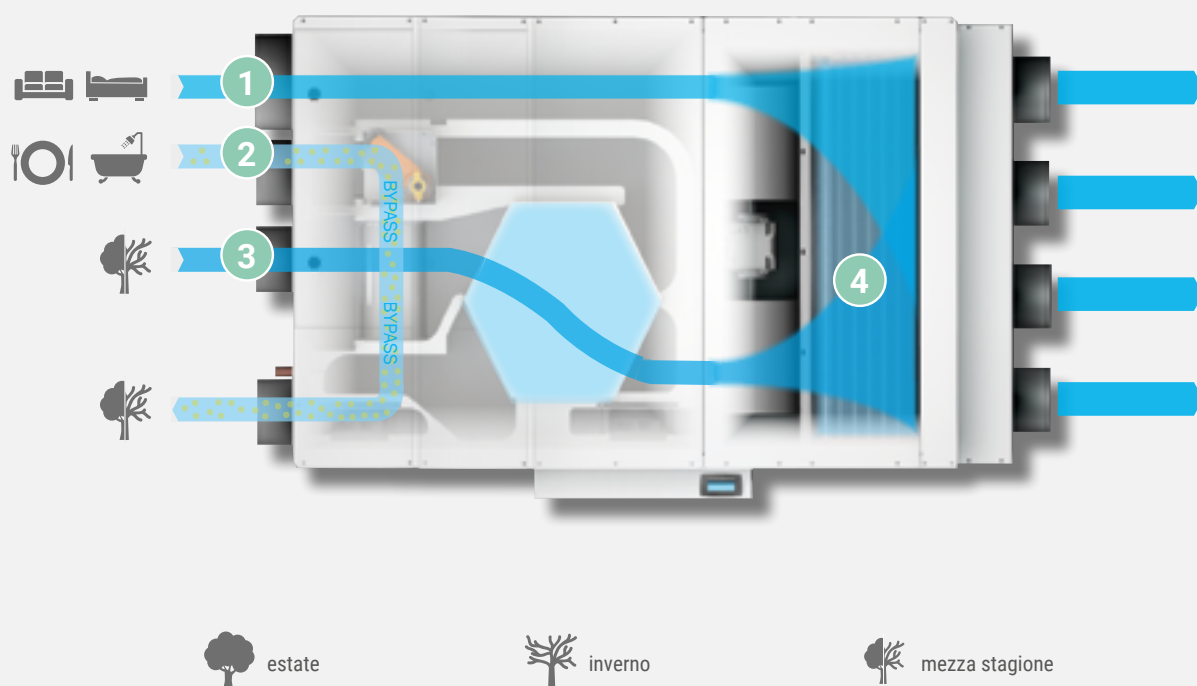 1
2
BYPASS
3
4
BYPASS
estate
inverno
mezza stagione